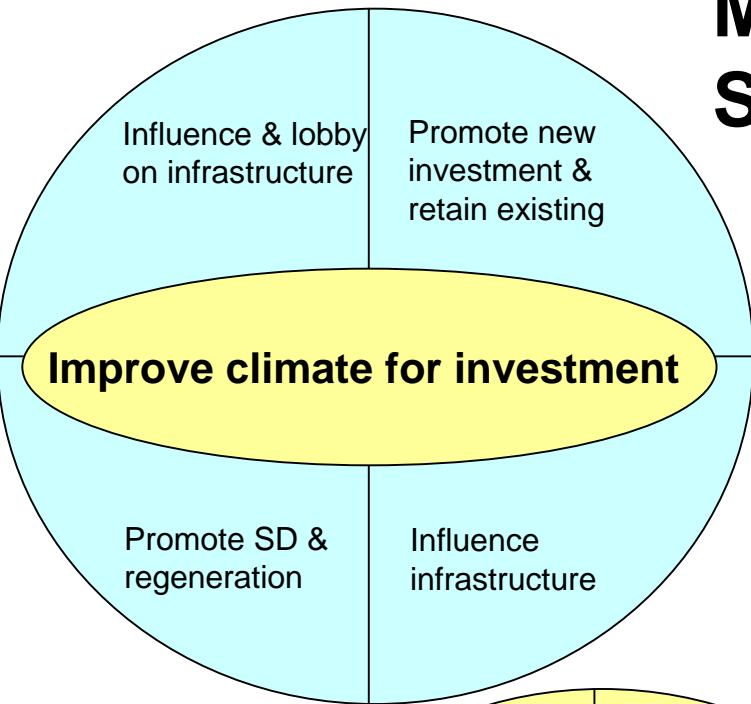 M
S
Influence & lobby
on infrastructure
Promote new
investment &
retain existing
Improve climate for investment
Promote SD &
regeneration
Influence
infrastructure